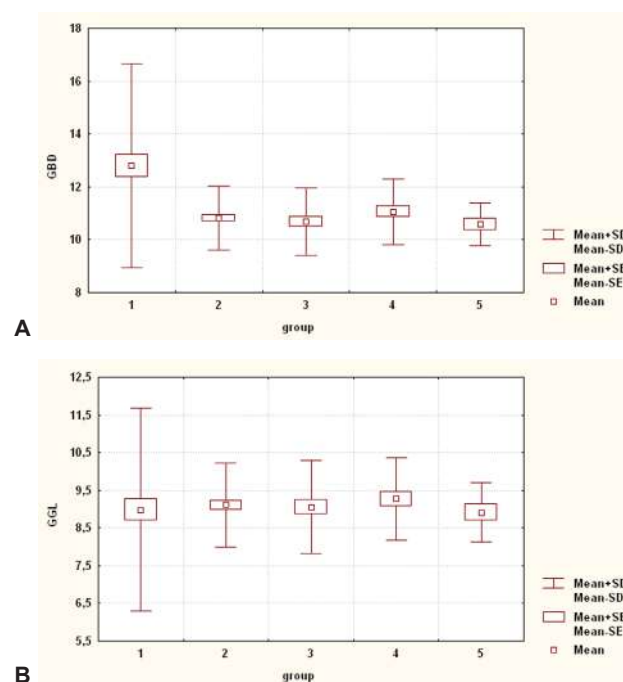 18
16
14
12
10
8
GBD
1 2 3 4 5
group
Mean+SD
Mean-SD
Mean+SE
Mean-SE
Mean
A
12,5
11,5
10,5
9,5
8,5
7,5
6,5
5,5
GGL
1 2 3 4 5
group
Mean+SD
Mean-SD
Mean+SE
Mean-SE
Mean
B